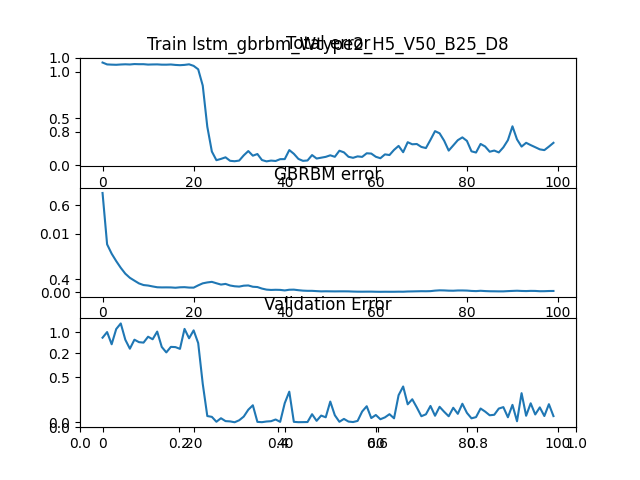 Train lstm_gbrbm_Wtype2_H5_V50_B25_D8
Total error
1.0
1.0
0.5
0.8
0.0
0 20 40 60 80 100
GBRBM error
0.6
0.01
0.4
0.00
0 20 40 60 80 100
Validation Error
1.0
0.2
0.5
0.0
0.0
0 20 40 60 80 100
0.0 0.2 0.4 0.6 0.8 1.0